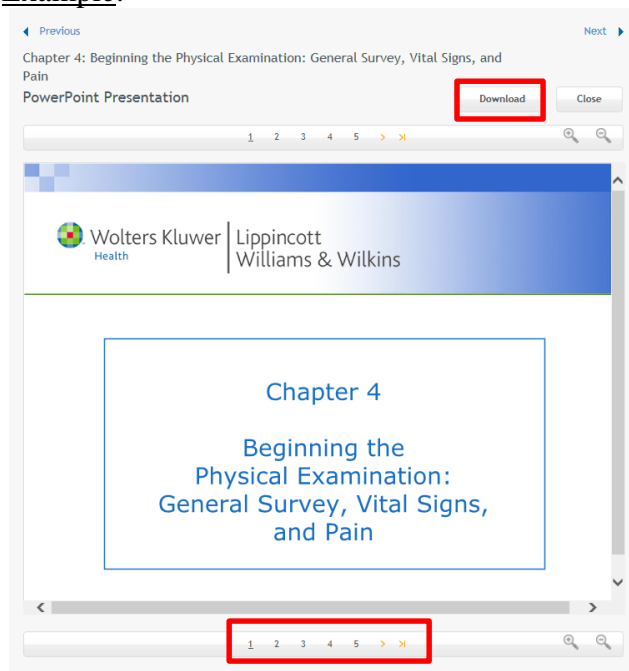 Example:
Previous Next
Chapter 4: Beginning the Physical Examination: General Survey, Vital Signs, and
Pain
PowerPoint Presentation
Download Close
1 2 3 4 5
Wolters Kluwer
Health
Lippincott
Williams & Wilkins
Chapter 4
Beginning the
Physical Examination:
General Survey, Vital Signs,
and Pain
1 2 3 4 5